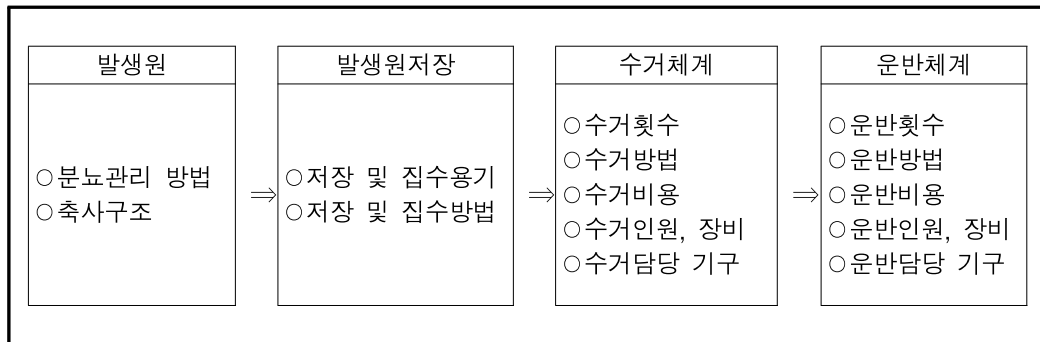 발생원
○분뇨관리 방법
○축사구조
⇒
발생원저장
○저장 및 집수용기
○저장 및 집수방법
⇒
수거체계
○수거횟수
○수거방법
○수거비용
○수거인원, 장비
○수거담당 기구
⇒
운반체계
○운반횟수
○운반방법
○운반비용
○운반인원, 장비
○운반담당 기구